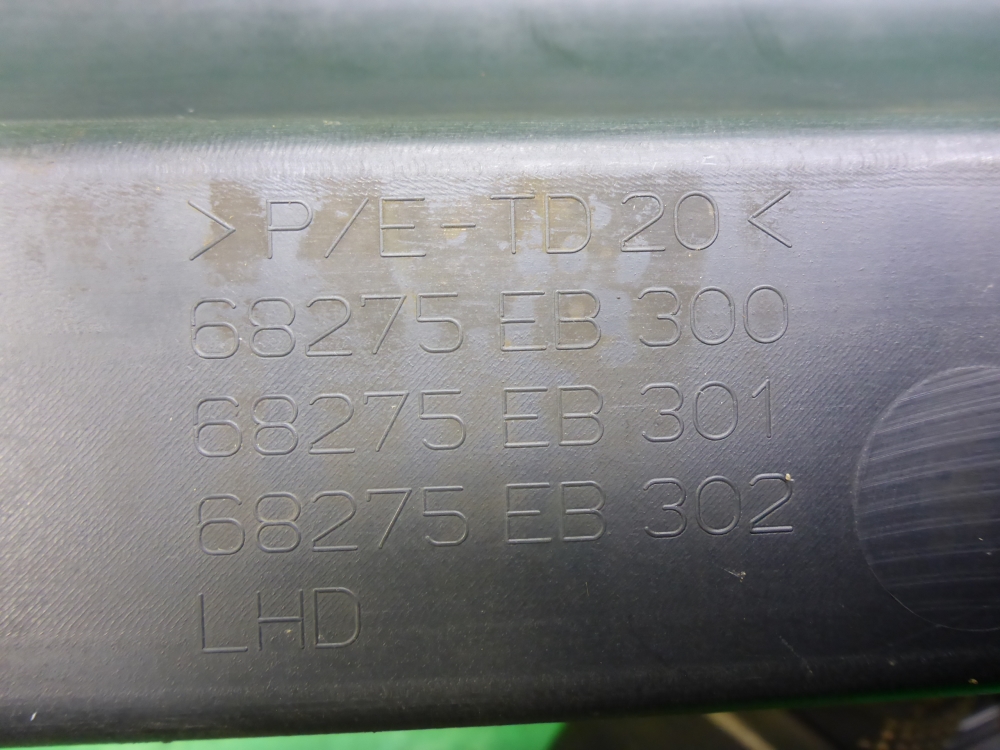 >P/E-TD20<
68275 EB 300
68275 EB 301
68275 EB 302
LHD